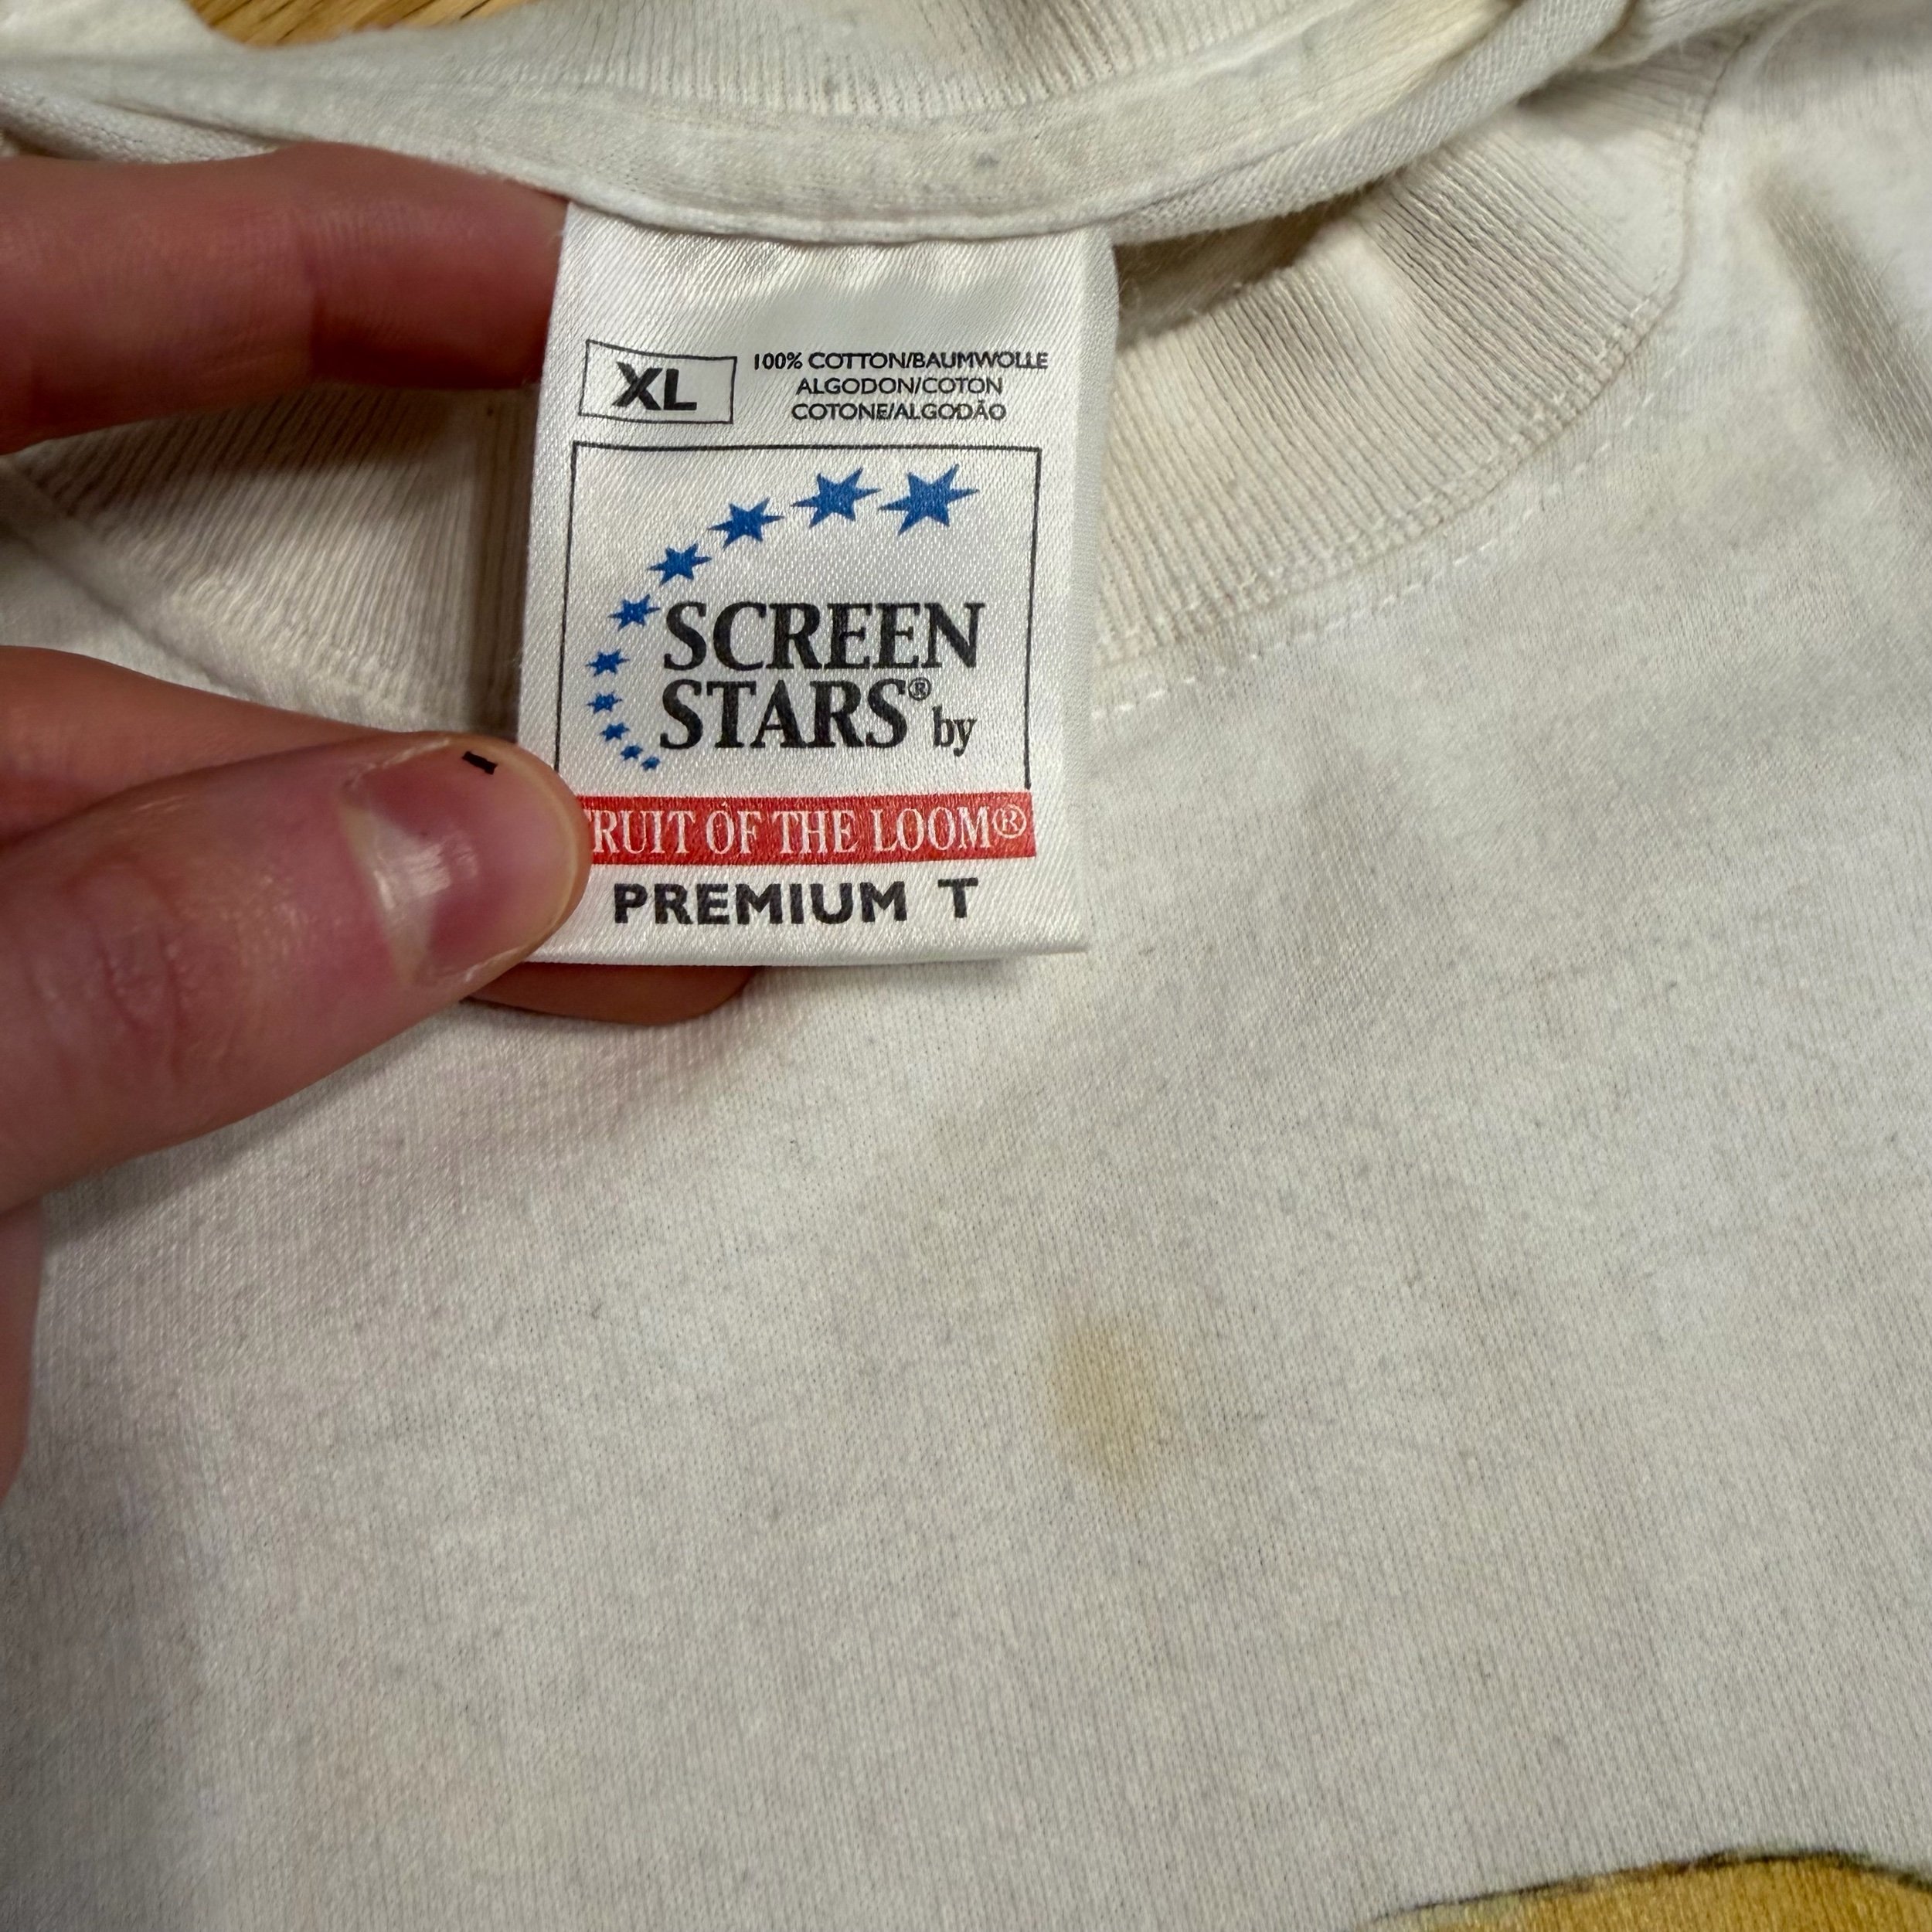 XL
100% COTTON/BAUMWOLLE
ALGODON/COTON
COTONE/ALGODÃO
SCREEN
STARS® by
RUIT OF THE LOOM®
PREMIUM T